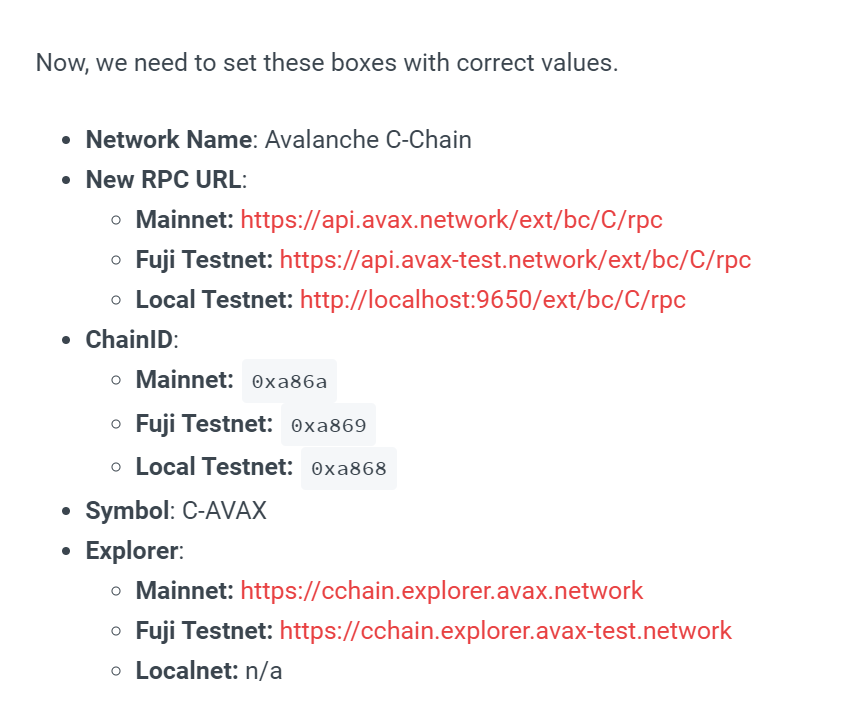 Now, we need to set these boxes with correct values.
Network Name: Avalanche C-Chain
New RPC URL:
Mainnet: https://api.avax.network/ext/bc/C/rpc
Fuji Testnet: https://api.avax-test.network/ext/bc/C/rpc
Local Testnet: http://localhost:9650/ext/bc/C/rpc
ChainID:
Mainnet: 0xa86a
Fuji Testnet: 0xa869
Local Testnet: 0xa868
Symbol: C-AVAX
Explorer:
Mainnet: https://cchain.explorer.avax.network
Fuji Testnet: https://cchain.explorer.avax-test.network
Localnet: n/a